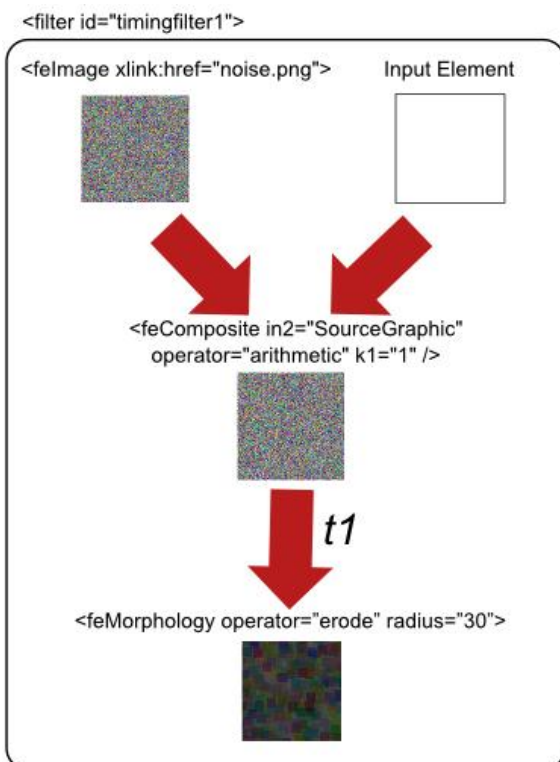 <filter id="timingfilter1">
<feImage xlink:href="noise.png">
Input Element
<feComposite in2="SourceGraphic"
operator="arithmetic" k1="1" />
t1
<feMorphology operator="erode" radius="30">